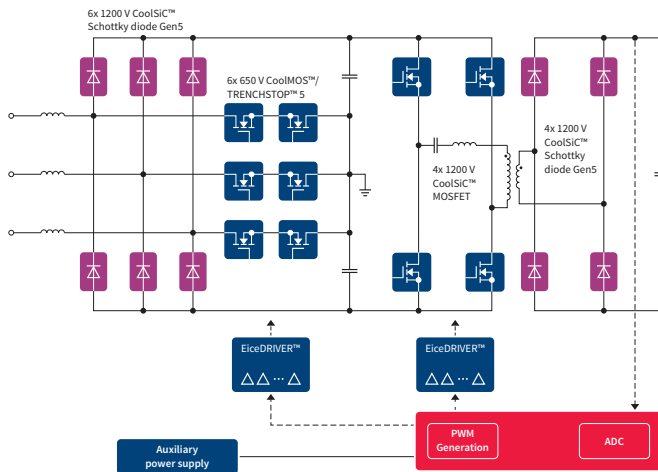 6x 1200 V CoolSiC™
Schottky diode Gen5
6x 650 V CoolMOS™/
TRENCHSTOP™ 5
4x 1200 V
CoolSiC™
MOSFET
4x 1200 V
CoolSiC™
Schottky
diode Gen5
EiceDRIVER™
EiceDRIVER™
PWM
Generation
ADC
Auxiliary
power supply